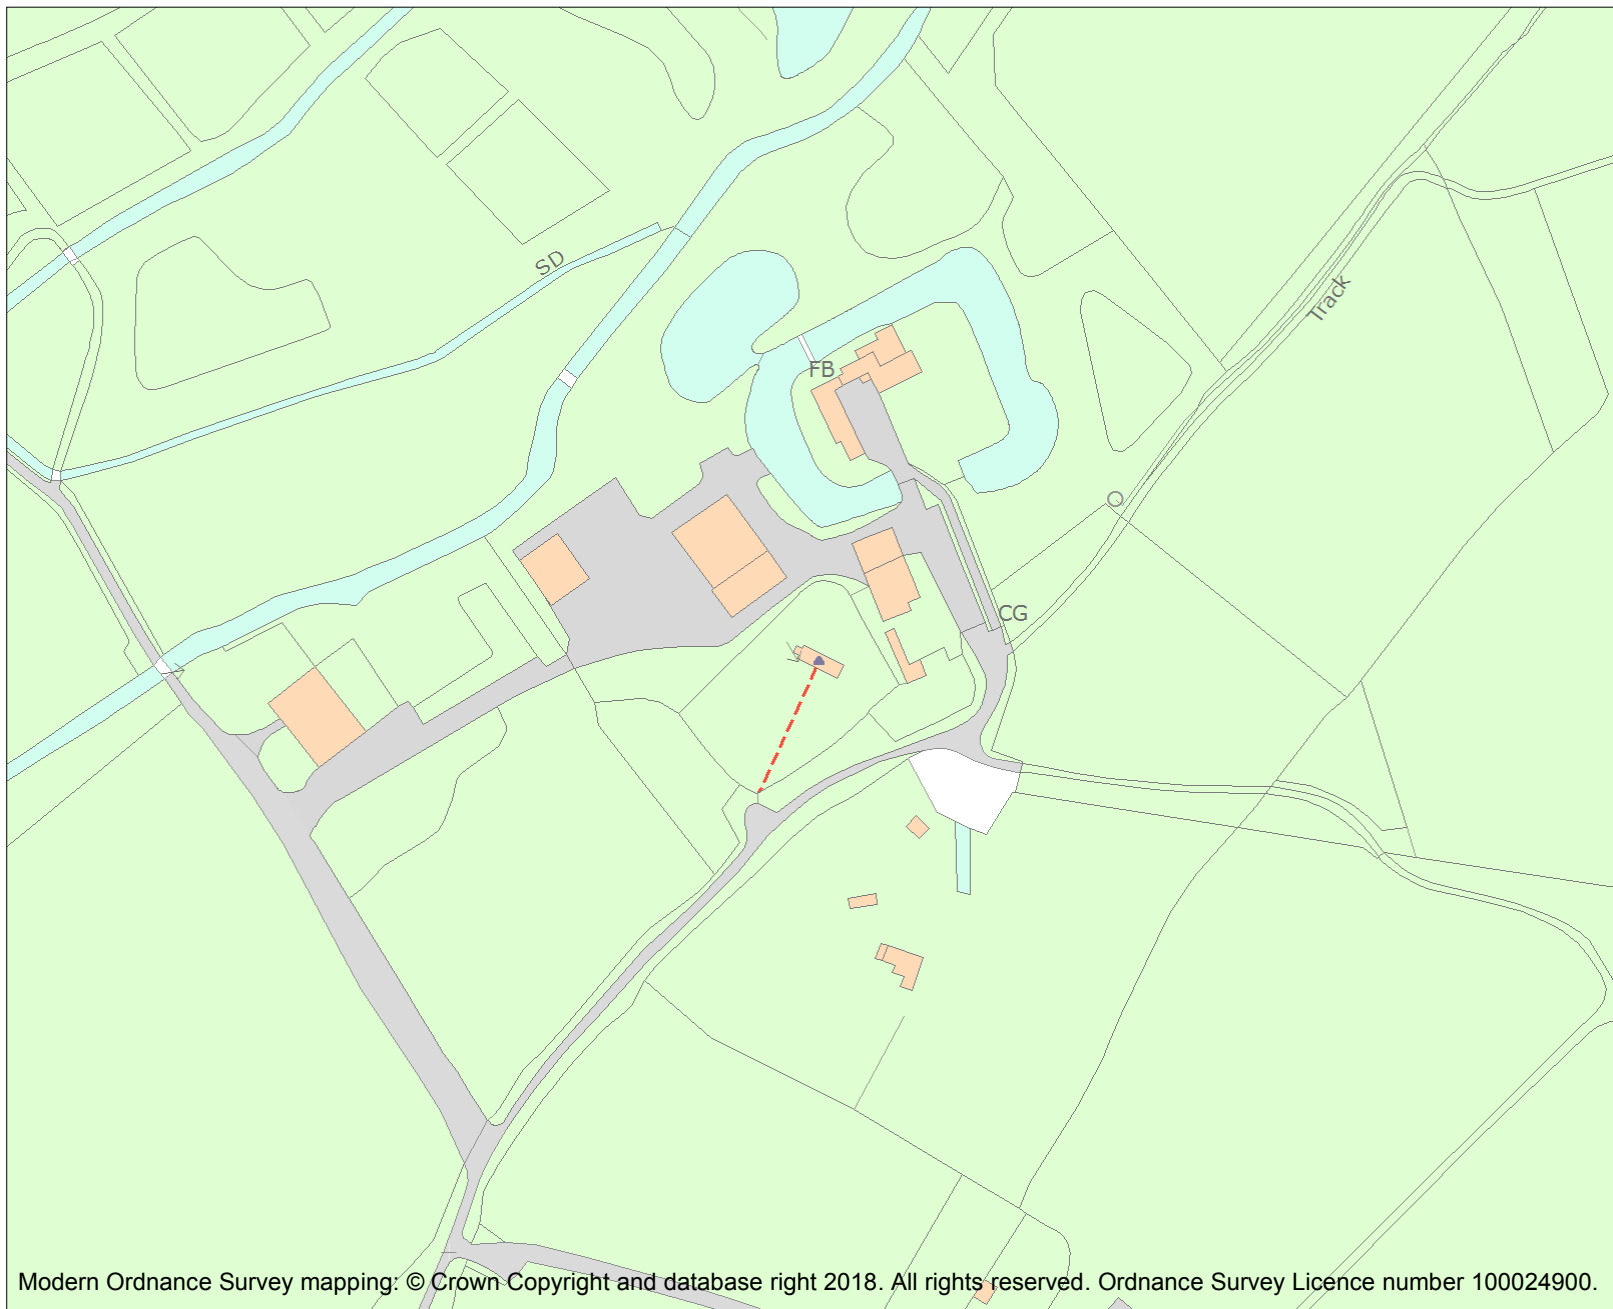 SD
Track
FB
CG
Modern Ordnance Survey mapping: © Crown Copyright and database right 2018. All rights reserved. Ordnance Survey Licence number 100024900.